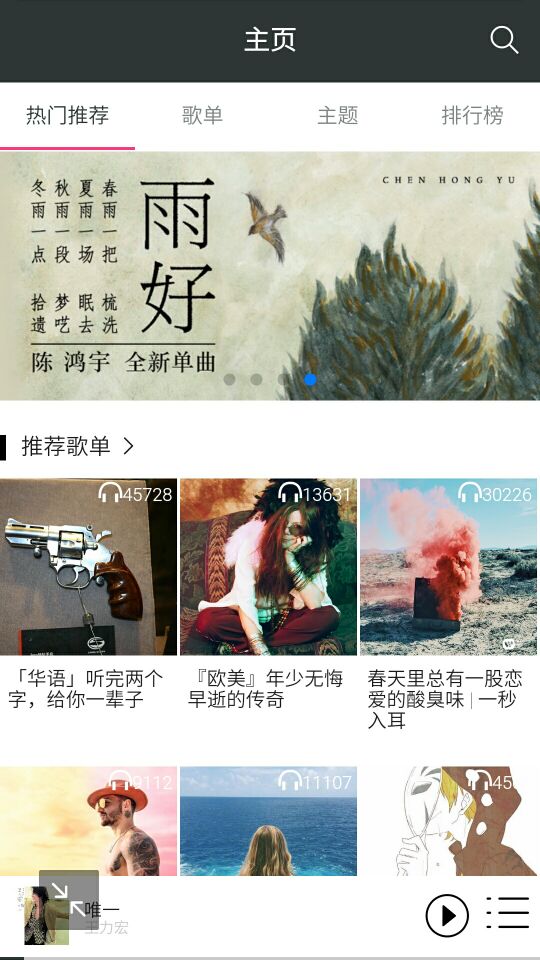 主页
热门推荐
歌单
主题
排行榜
CHEN HONG YU
春雨一把 梳洗
夏雨一场 眠去
秋雨一段 梦呓
冬雨一点 拾遗
雨好
陈鸿宇 全新单曲
推荐歌单
45728
13631
30226
「华语」听完两个
字，给你一辈子
『欧美』年少无悔
早逝的传奇
春天里总有一股恋
爱的酸臭味 | 一秒
入耳
9112
11107
唯一
王力宏